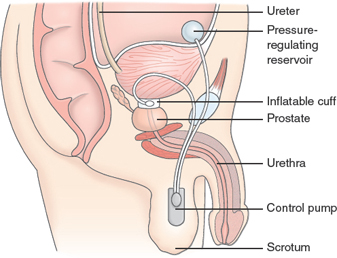 Ureter
Pressure-
regulating
reservoir
Inflatable cuff
Prostate
Urethra
Control pump
Scrotum